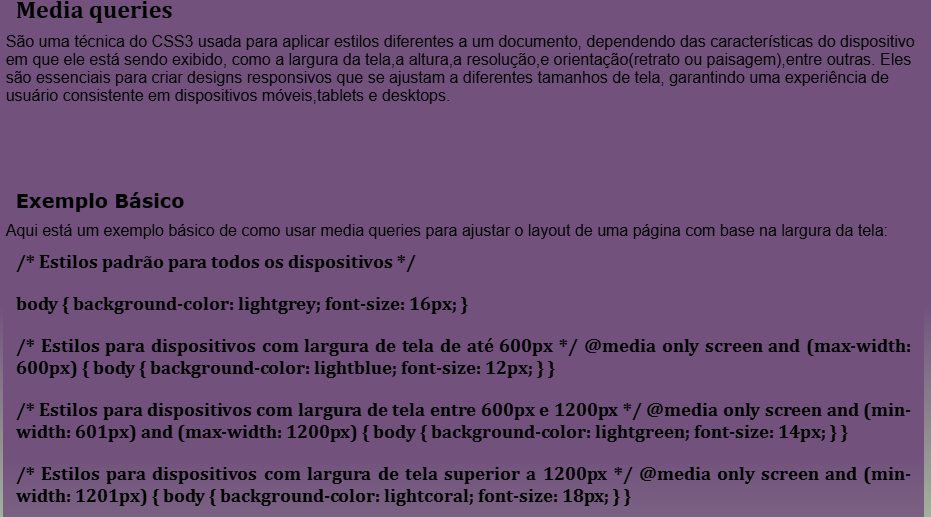 Media queries
São uma técnica do CSS3 usada para aplicar estilos diferentes a um documento, dependendo das características do dispositivo
em que ele está sendo exibido, como a largura da tela,a altura,a resolução,e orientação(retrato ou paisagem),entre outras. Eles
são essenciais para criar designs responsivos que se ajustam a diferentes tamanhos de tela, garantindo uma experiência de
usuário consistente em dispositivos móveis,tablets e desktops.
Exemplo Básico
Aqui está um exemplo básico de como usar media queries para ajustar o layout de uma página com base na largura da tela:
/* Estilos padrão para todos os dispositivos */
body { background-color: lightgrey; font-size: 16px; }
/* Estilos para dispositivos com largura de tela de até 600px */ @media only screen and (max-width:
600px) { body { background-color: lightblue; font-size: 12px; } }
/* Estilos para dispositivos com largura de tela entre 600px e 1200px */ @media only screen and (min-
width: 601px) and (max-width: 1200px) { body { background-color: lightgreen; font-size: 14px; } }
/* Estilos para dispositivos com largura de tela superior a 1200px */ @media only screen and (min-
width: 1201px) { body { background-color: lightcoral; font-size: 18px; } }